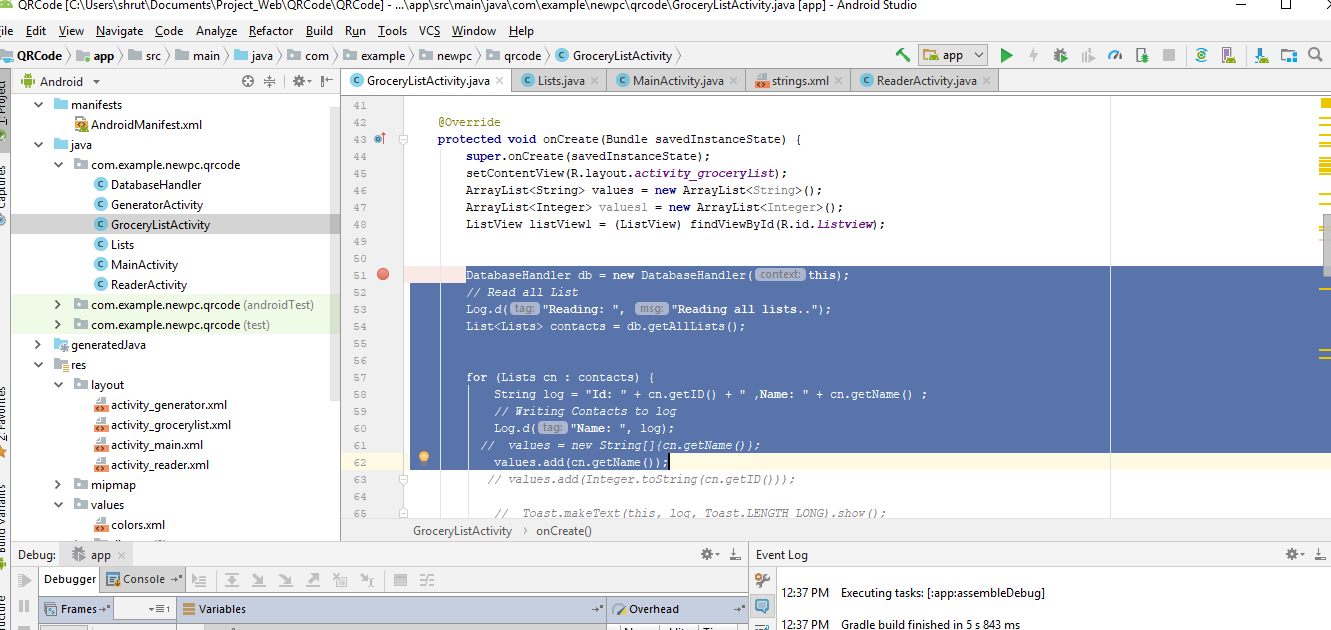 QRCode [C:\Users\shrut\Documents\Project_Web\QRCode\QRCode] - ...\app\src\main\java\com\example\newpc\qrcode\GroceryListActivity.java [app] - Android Studio
File Edit View Navigate Code Analyze Refactor Build Run Tools VCS Window Help
QRCode app src main java com example newpc qrcode GroceryListActivity app
Android GroceryListActivity.java Lists.java MainActivity.java strings.xml ReaderActivity.java
1: Project
Captures
2: Favorites
Build Variants
manifests
AndroidManifest.xml
java
com.example.newpc.qrcode
DatabaseHandler
GeneratorActivity
GroceryListActivity
Lists
MainActivity
ReaderActivity
com.example.newpc.qrcode (androidTest)
com.example.newpc.qrcode (test)
generatedJava
res
layout
activity_generator.xml
activity_grocerylist.xml
activity_main.xml
activity_reader.xml
mipmap
values
colors.xml
41
42 @Override
43 protected void onCreate(Bundle savedInstanceState) {
44 super.onCreate(savedInstanceState);
45 setContentView(R.layout.activity_grocerylist);
46 ArrayList<String> values = new ArrayList<String>();
47 ArrayList<Integer> values1 = new ArrayList<Integer>();
48 ListView listView1 = (ListView) findViewById(R.id.listview);
49
50
51 DatabaseHandler db = new DatabaseHandler( context: this);
52 // Read all List
53 Log.d( tag: "Reading: ", msg: "Reading all lists..");
54 List<Lists> contacts = db.getAllLists();
55
56
57 for (Lists cn : contacts) {
58 String log = "Id: " + cn.getID() + " ,Name: " + cn.getName() ;
59 // Writing Contacts to log
60 Log.d( tag: "Name: ", log);
61 // values = new String[]{cn.getName()};
62 values.add(cn.getName());
63 // values.add(Integer.toString(cn.getID()));
64
65 // Toast.makeText(this, log, Toast.LENGTH_LONG).show();
GroceryListActivity onCreate()
Debug: app
Debugger Console
Frames 1 Variables Overhead
Event Log
12:37 PM Executing tasks: [:app:assembleDebug]
12:37 PM Gradle build finished in 5 s 843 ms